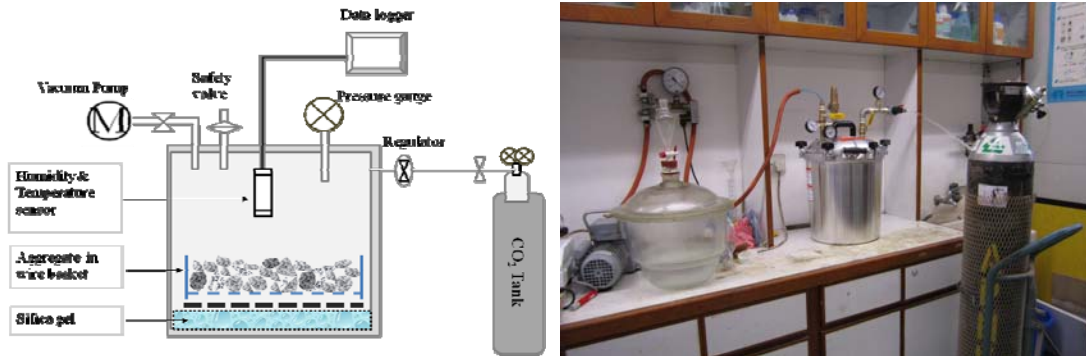 Data logger
Safety
valve
Vacuum Pump
M
Pressure gauge
Regulator
Humidity &
Temperature
sensor
Aggregate in
wire basket
Silica gel
CO₂ Tank